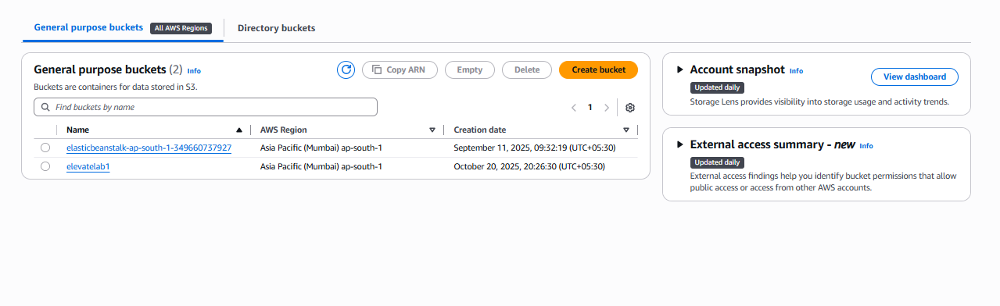 General purpose buckets All AWS Regions Directory buckets
General purpose buckets (2) Info
Copy ARN Empty Delete Create bucket
Buckets are containers for data stored in S3.
Find buckets by name
1
Name AWS Region Creation date
elasticbeanstalk-ap-south-1-349660737927 Asia Pacific (Mumbai) ap-south-1 September 11, 2025, 09:32:19 (UTC+05:30)
elevatelab1 Asia Pacific (Mumbai) ap-south-1 October 20, 2025, 20:26:30 (UTC+05:30)
Account snapshot Info
View dashboard
Updated daily
Storage Lens provides visibility into storage usage and activity trends.
External access summary - new Info
Updated daily
External access findings help you identify bucket permissions that allow
public access or access from other AWS accounts.